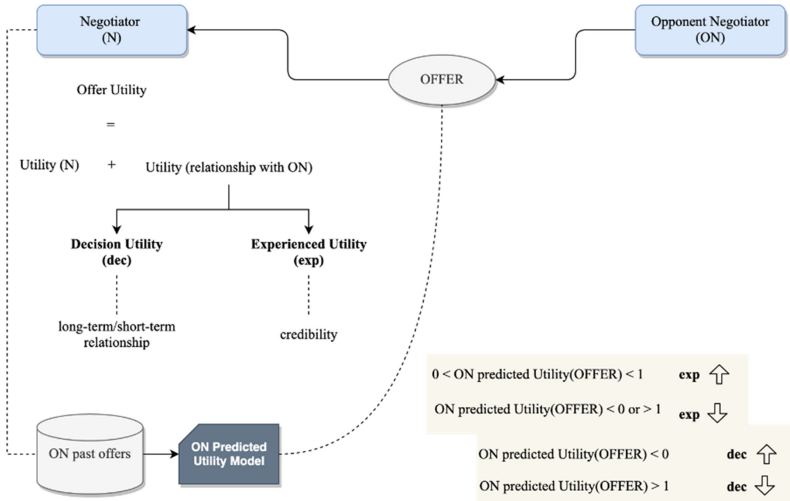 Negotiator
(N)
Opponent Negotiator
(ON)
OFFER
Offer Utility
=
Utility (N) + Utility (relationship with ON)
Decision Utility
(dec)
Experienced Utility
(exp)
long-term/short-term
relationship
credibility
0 < ON predicted Utility(OFFER) < 1 exp
ON predicted Utility(OFFER) < 0 or > 1 exp
ON past offers
ON Predicted
Utility Model
ON predicted Utility(OFFER) < 0 dec
ON predicted Utility(OFFER) > 1 dec